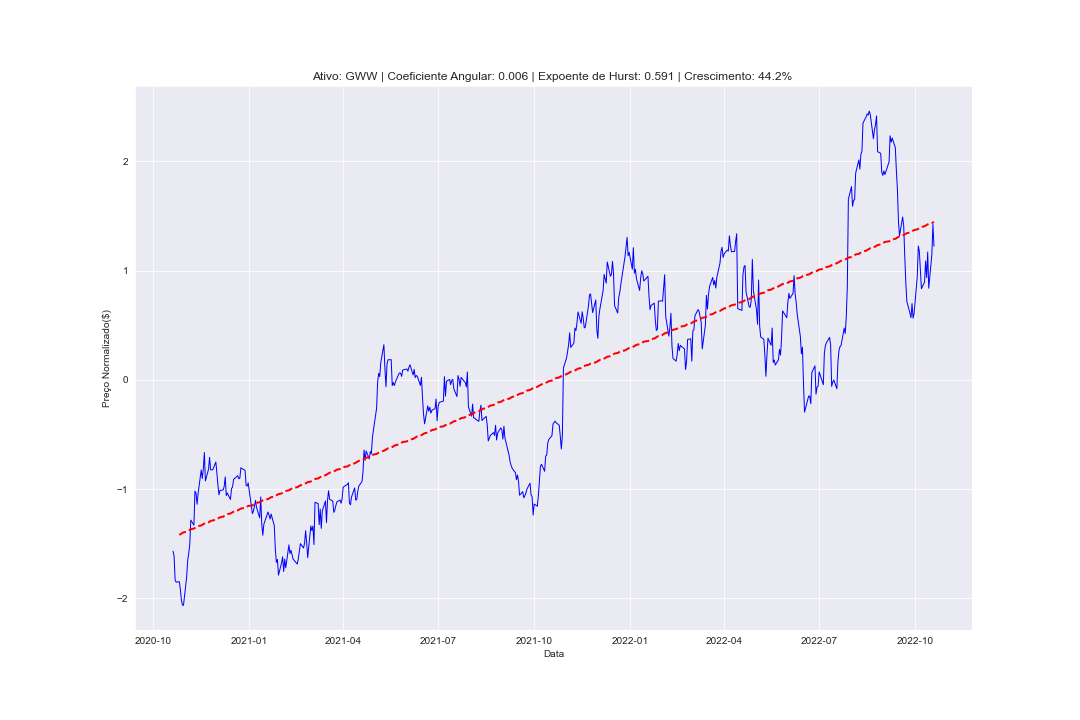 Ativo: GWW | Coeficiente Angular: 0.006 | Expoente de Hurst: 0.591 | Crescimento: 44.2%
Preço Normalizado($)
2
1
0
−1
−2
2020-10 2021-01 2021-04 2021-07 2021-10 2022-01 2022-04 2022-07 2022-10
Data